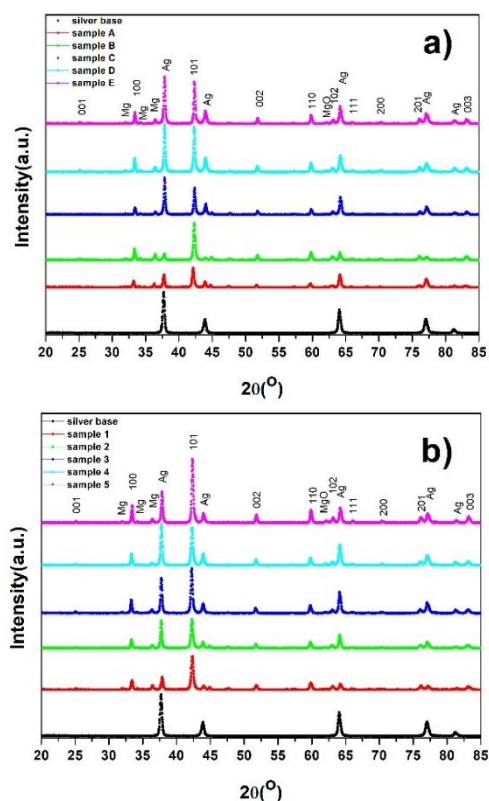 silver base
sample A
sample B
sample C
sample D
sample E
a)
001
Mg
100
Mg
Mg
Ag
101
Ag
002
110
MgO
102
Ag
111
200
201
Ag
Ag
003
Intensity(a.u.)
20 25 30 35 40 45 50 55 60 65 70 75 80 85
2θ(O)
silver base
sample 1
sample 2
sample 3
sample 4
sample 5
b)
001
Mg
100
Mg
Mg
Ag
101
Ag
002
110
MgO
102
Ag
111
200
201
Ag
Ag
003
Intensity(a.u.)
20 25 30 35 40 45 50 55 60 65 70 75 80 85
2θ(O)